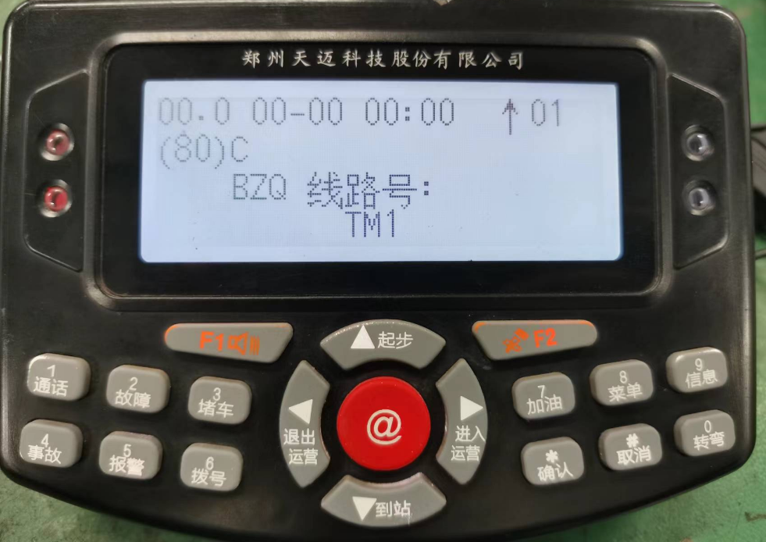 郑州天迈科技股份有限公司
00.0 00-00 00:00 ↑01
(80)C
BZQ 线路号:
TM1
F1
▲起步
F2
1
通话
2
故障
3
堵车
◀
退出
运营
@
▶
进入
运营
7
加油
8
菜单
9
信息
4
事故
5
报警
6
拨号
▼到站
*
确认
#
取消
0
转弯